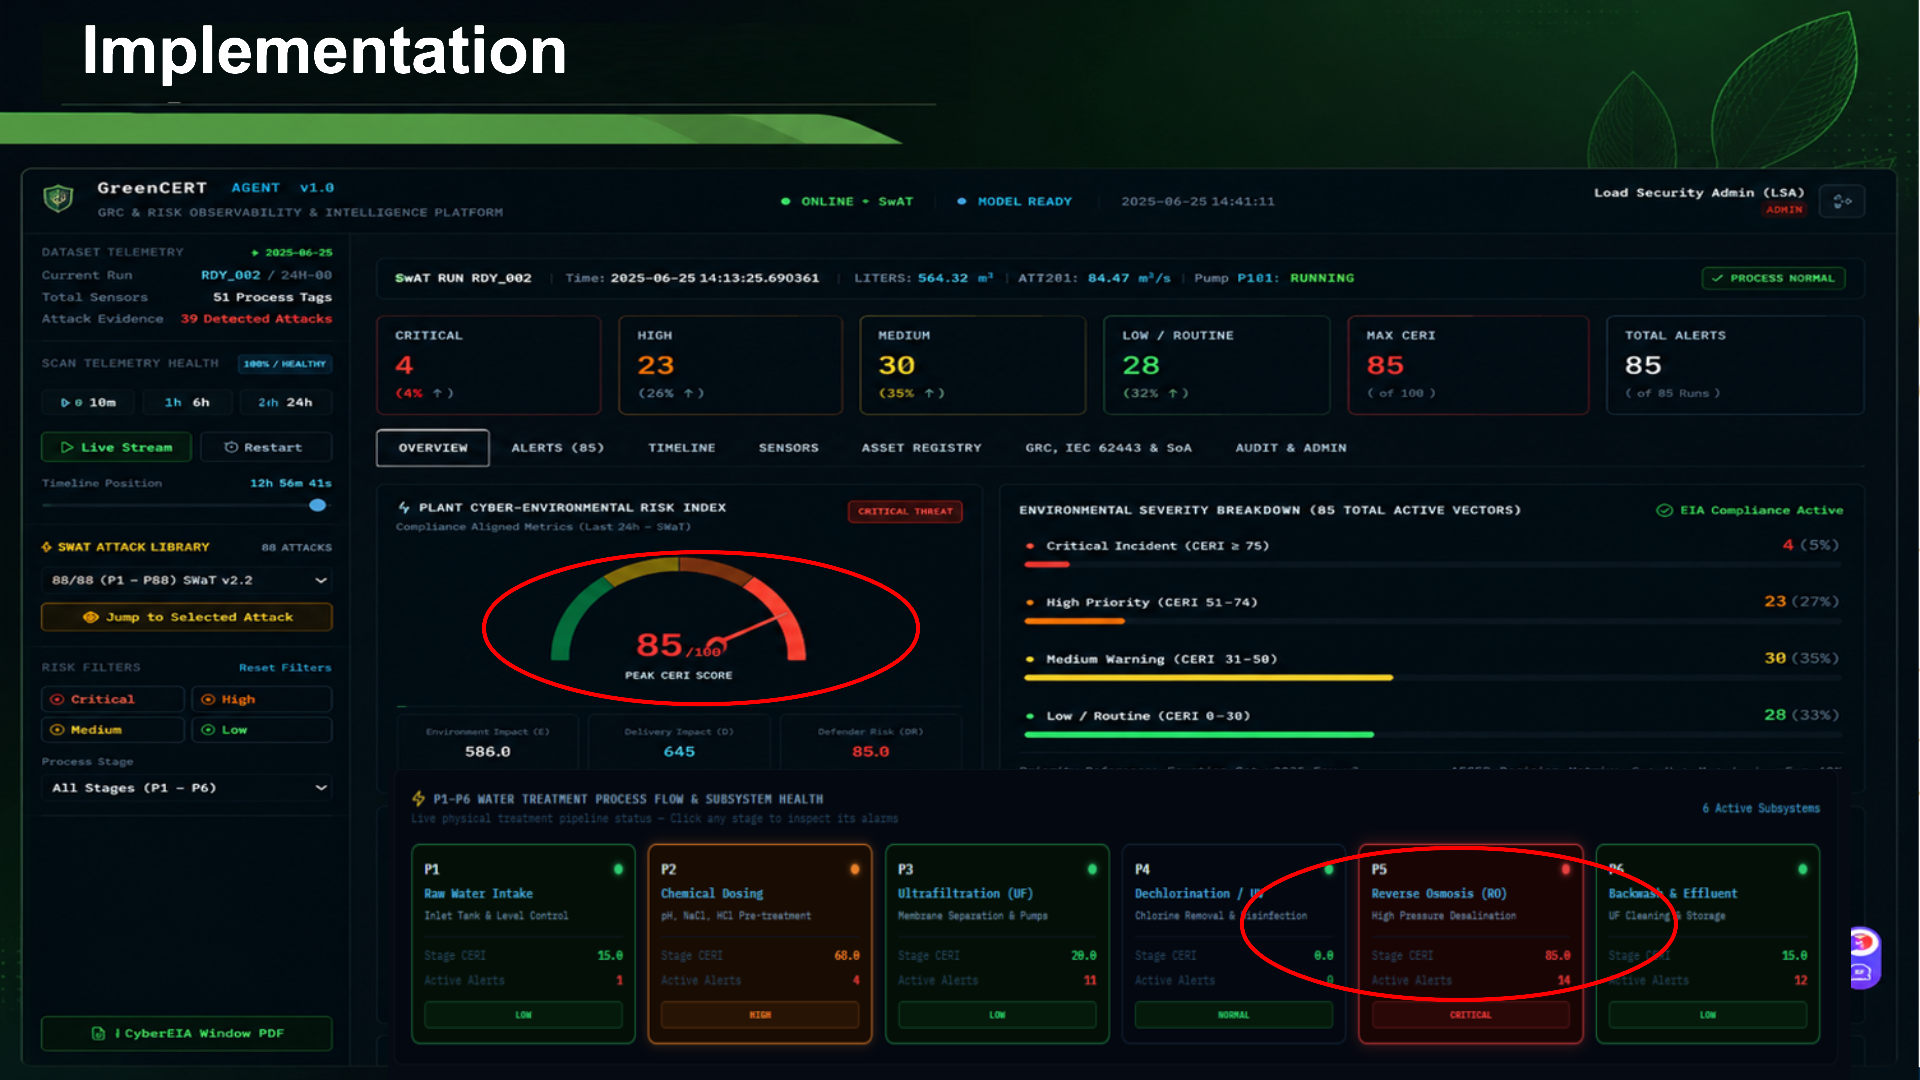 Implementation
GreenCERT AGENT v1.0
GRC & RISK OBSERVABILITY & INTELLIGENCE PLATFORM
ONLINE • SwAT
MODEL READY
2025-06-25 14:41:11
Load Security Admin (LSA)
ADMIN
DATASET TELEMETRY
2025-06-25
Current Run RDY_002 / 24H-00
Total Sensors 51 Process Tags
Attack Evidence 39 Detected Attacks
SCAN TELEMETRY HEALTH 100% / HEALTHY
10m
1h 6h
24h
Live Stream
Restart
Timeline Position 12h 56m 41s
SWAT ATTACK LIBRARY 88 ATTACKS
88/88 (P1 – P88) SWaT v2.2
Jump to Selected Attack
RISK FILTERS Reset Filters
Critical
High
Medium
Low
Process Stage
All Stages (P1 – P6)
CyberEIA Window PDF
SwAT RUN RDY_002 | Time: 2025-06-25 14:13:25.690361 | LITERS: 564.32 m³ | ATT201: 84.47 m³/s | Pump P101: RUNNING
PROCESS NORMAL
CRITICAL
4
(4% ↑ )
HIGH
23
(26% ↑ )
MEDIUM
30
(35% ↑ )
LOW / ROUTINE
28
(32% ↑ )
MAX CERI
85
( of 100 )
TOTAL ALERTS
85
( of 85 Runs )
OVERVIEW
ALERTS (85)
TIMELINE
SENSORS
ASSET REGISTRY
GRC, IEC 62443 & SoA
AUDIT & ADMIN
PLANT CYBER-ENVIRONMENTAL RISK INDEX
CRITICAL THREAT
Compliance Aligned Metrics (Last 24h – SWaT)
85 /100
PEAK CERI SCORE
Environment Impact (E)
586.0
Delivery Impact (D)
645
Defender Risk (DR)
85.0
ENVIRONMENTAL SEVERITY BREAKDOWN (85 TOTAL ACTIVE VECTORS)
EIA Compliance Active
Critical Incident (CERI ≥ 75) 4 (5%)
High Priority (CERI 51-74) 23 (27%)
Medium Warning (CERI 31-50) 30 (35%)
Low / Routine (CERI 0-30) 28 (33%)
P1-P6 WATER TREATMENT PROCESS FLOW & SUBSYSTEM HEALTH
6 Active Subsystems
Live physical treatment pipeline status – Click any stage to inspect its alarms
P1
Raw Water Intake
Inlet Tank & Level Control
Stage CERI 15.0
Active Alerts 1
LOW
P2
Chemical Dosing
pH, NaCl, HCl Pre-treatment
Stage CERI 68.0
Active Alerts 4
HIGH
P3
Ultrafiltration (UF)
Membrane Separation & Pumps
Stage CERI 20.0
Active Alerts 11
LOW
P4
Dechlorination / UV
Chlorine Removal & Disinfection
Stage CERI 0.0
Active Alerts 0
NORMAL
P5
Reverse Osmosis (RO)
High Pressure Desalination
Stage CERI 85.0
Active Alerts 14
CRITICAL
P6
Backwash & Effluent
UF Cleaning & Storage
Stage CERI 15.0
Active Alerts 12
LOW